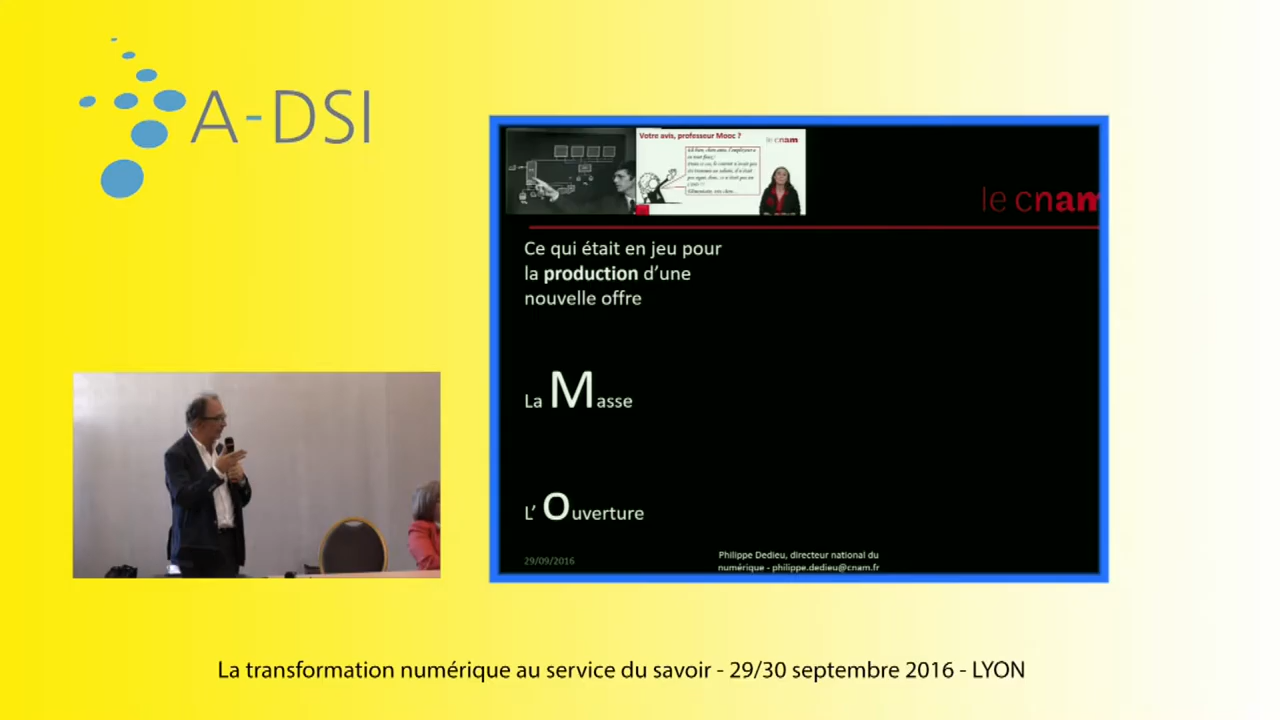 A-DSI
Votre avis, professeur Mooc ?
le cnam
le cnam
Ce qui était en jeu pour
la production d'une
nouvelle offre
La Masse
L' Ouverture
29/09/2016
Philippe Dedieu, directeur national du
numérique - philippe.dedieu@cnam.fr
La transformation numérique au service du savoir - 29/30 septembre 2016 - LYON